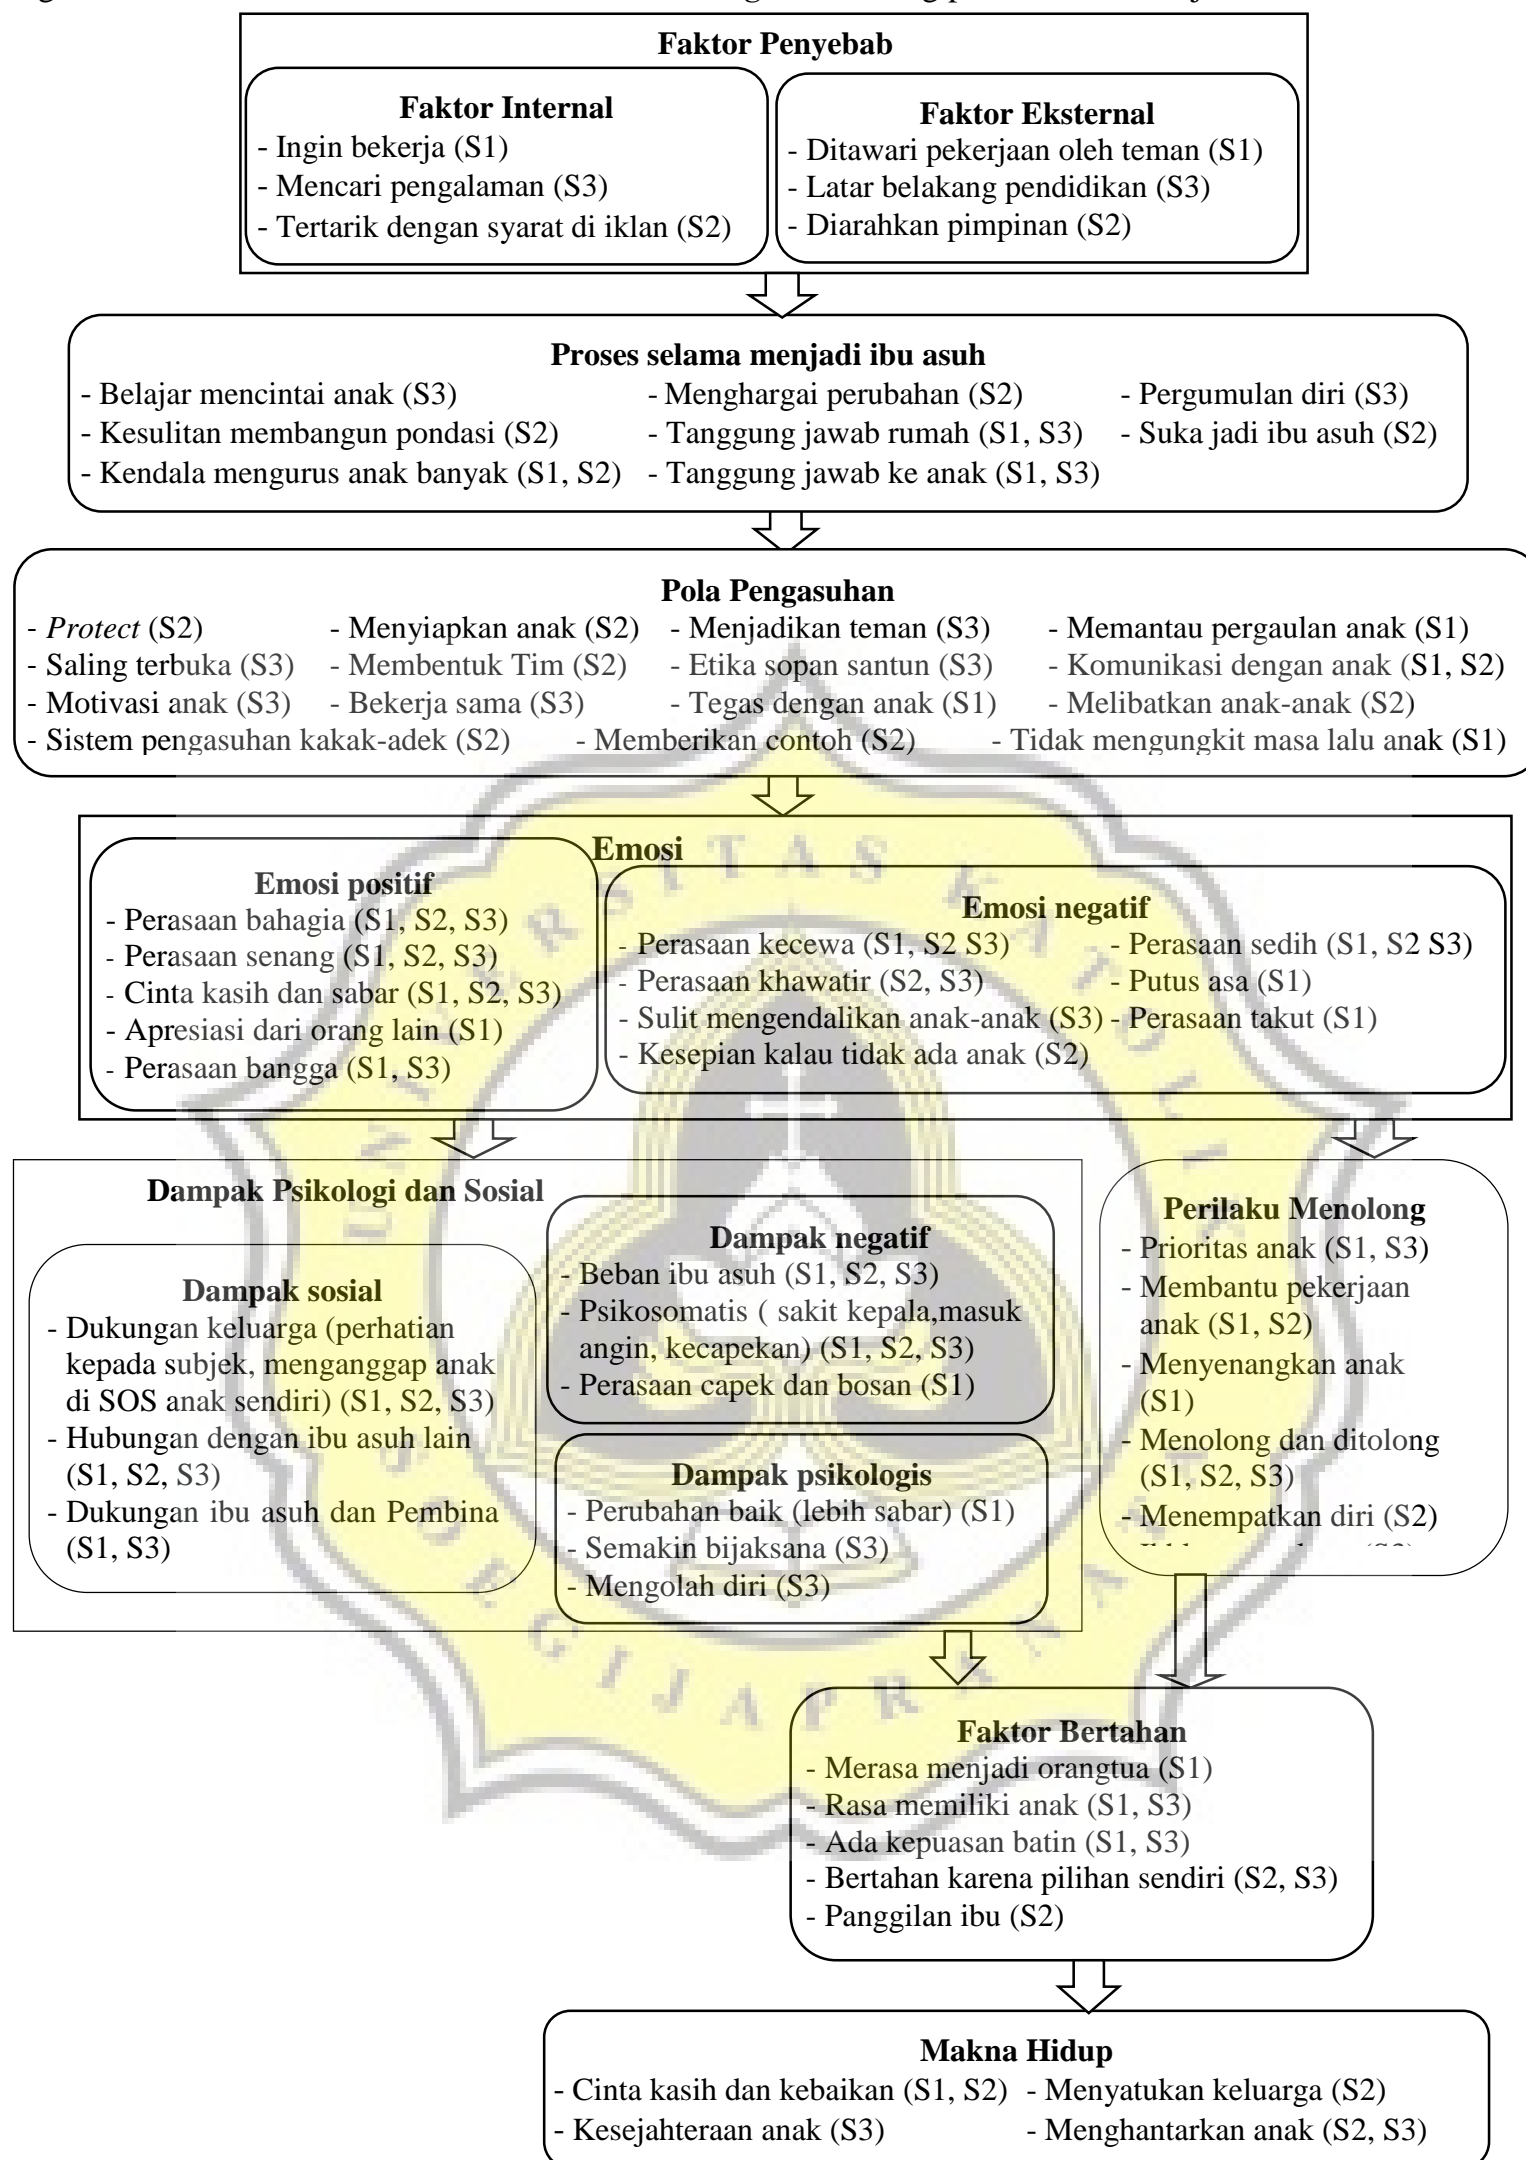 Faktor Penyebab
Faktor Internal
- Ingin bekerja (S1)
- Mencari pengalaman (S3)
- Tertarik dengan syarat di iklan (S2)
Faktor Eksternal
- Ditawari pekerjaan oleh teman (S1)
- Latar belakang pendidikan (S3)
- Diarahkan pimpinan (S2)
Proses selama menjadi ibu asuh
- Belajar mencintai anak (S3)
- Kesulitan membangun pondasi (S2)
- Kendala mengurus anak banyak (S1, S2)
- Menghargai perubahan (S2)
- Tanggung jawab rumah (S1, S3)
- Tanggung jawab ke anak (S1, S3)
- Pergumulan diri (S3)
- Suka jadi ibu asuh (S2)
Pola Pengasuhan
- Protect (S2) - Menyiapkan anak (S2) - Menjadikan teman (S3) - Memantau pergaulan anak (S1)
- Saling terbuka (S3) - Membentuk Tim (S2) - Etika sopan santun (S3) - Komunikasi dengan anak (S1, S2)
- Motivasi anak (S3) - Bekerja sama (S3) - Tegas dengan anak (S1) - Melibatkan anak-anak (S2)
- Sistem pengasuhan kakak-adek (S2) - Memberikan contoh (S2) - Tidak mengungkit masa lalu anak (S1)
Emosi
Emosi positif
- Perasaan bahagia (S1, S2, S3)
- Perasaan senang (S1, S2, S3)
- Cinta kasih dan sabar (S1, S2, S3)
- Apresiasi dari orang lain (S1)
- Perasaan bangga (S1, S3)
Emosi negatif
- Perasaan kecewa (S1, S2 S3) - Perasaan sedih (S1, S2 S3)
- Perasaan khawatir (S2, S3) - Putus asa (S1)
- Sulit mengendalikan anak-anak (S3) - Perasaan takut (S1)
- Kesepian kalau tidak ada anak (S2)
Dampak Psikologi dan Sosial
Dampak sosial
- Dukungan keluarga (perhatian
kepada subjek, menganggap anak
di SOS anak sendiri) (S1, S2, S3)
- Hubungan dengan ibu asuh lain
(S1, S2, S3)
- Dukungan ibu asuh dan Pembina
(S1, S3)
Dampak negatif
- Beban ibu asuh (S1, S2, S3)
- Psikosomatis ( sakit kepala,masuk
angin, kecapekan) (S1, S2, S3)
- Perasaan capek dan bosan (S1)
Dampak psikologis
- Perubahan baik (lebih sabar) (S1)
- Semakin bijaksana (S3)
- Mengolah diri (S3)
Perilaku Menolong
- Prioritas anak (S1, S3)
- Membantu pekerjaan
anak (S1, S2)
- Menyenangkan anak
(S1)
- Menolong dan ditolong
(S1, S2, S3)
- Menempatkan diri (S2)
Faktor Bertahan
- Merasa menjadi orangtua (S1)
- Rasa memiliki anak (S1, S3)
- Ada kepuasan batin (S1, S3)
- Bertahan karena pilihan sendiri (S2, S3)
- Panggilan ibu (S2)
Makna Hidup
- Cinta kasih dan kebaikan (S1, S2) - Menyatukan keluarga (S2)
- Kesejahteraan anak (S3) - Menghantarkan anak (S2, S3)
UNIVERSITAS KATOLIK
SOEGIJAPRANATA